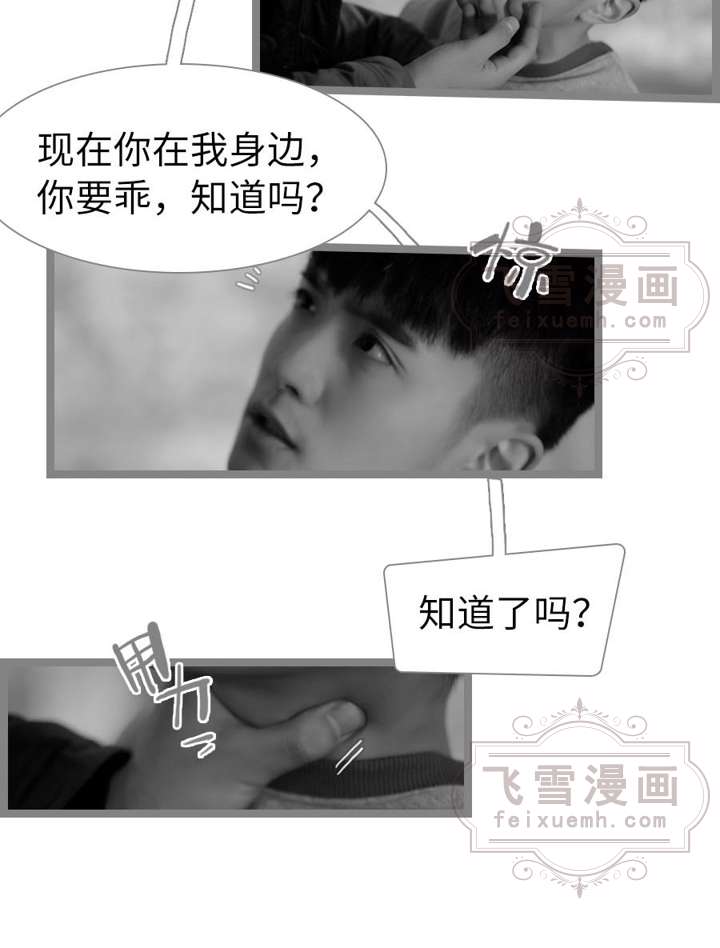 现在你在我身边，
你要乖，知道吗？
惊
飞雪漫画
feixuemh.com
知道了吗？
用力
飞雪漫画
feixuemh.com